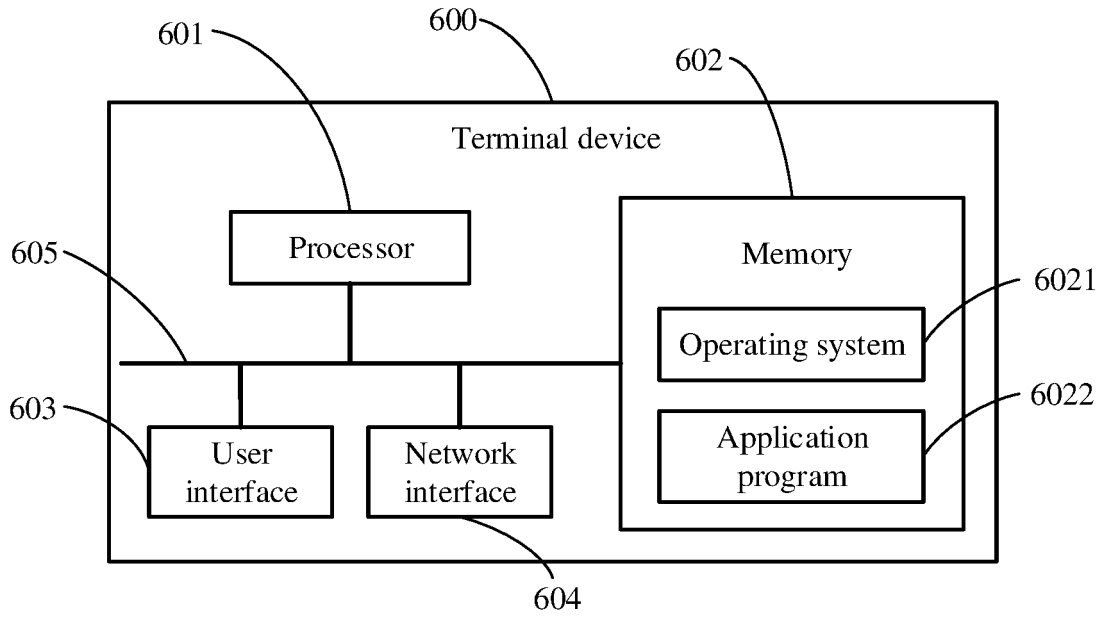 600
601
602
Terminal device
Processor
605
Memory
6021
Operating system
603
6022
User
interface
Network
interface
Application
program
604